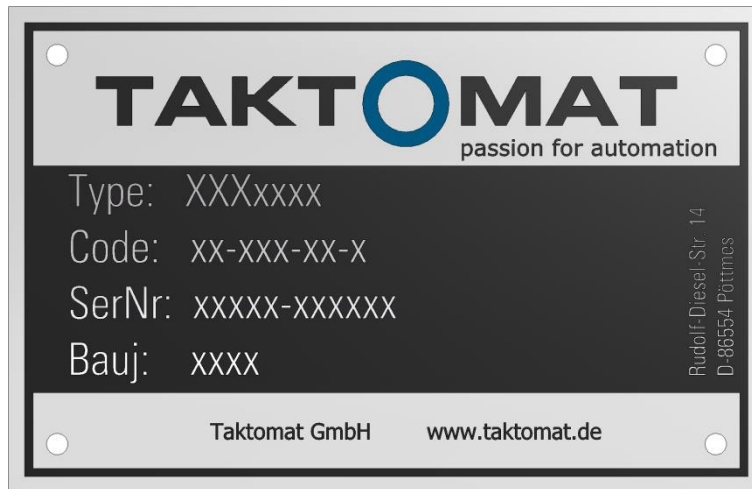 TAKTOMAT
passion for automation
Type: XXXxxxx
Code: xx-xxx-xx-x
SerNr: xxxxx-xxxxxx
Bauj: xxxx
Rudolf-Diesel-Str. 14
D-86554 Pöttmes
Taktomat GmbH www.taktomat.de